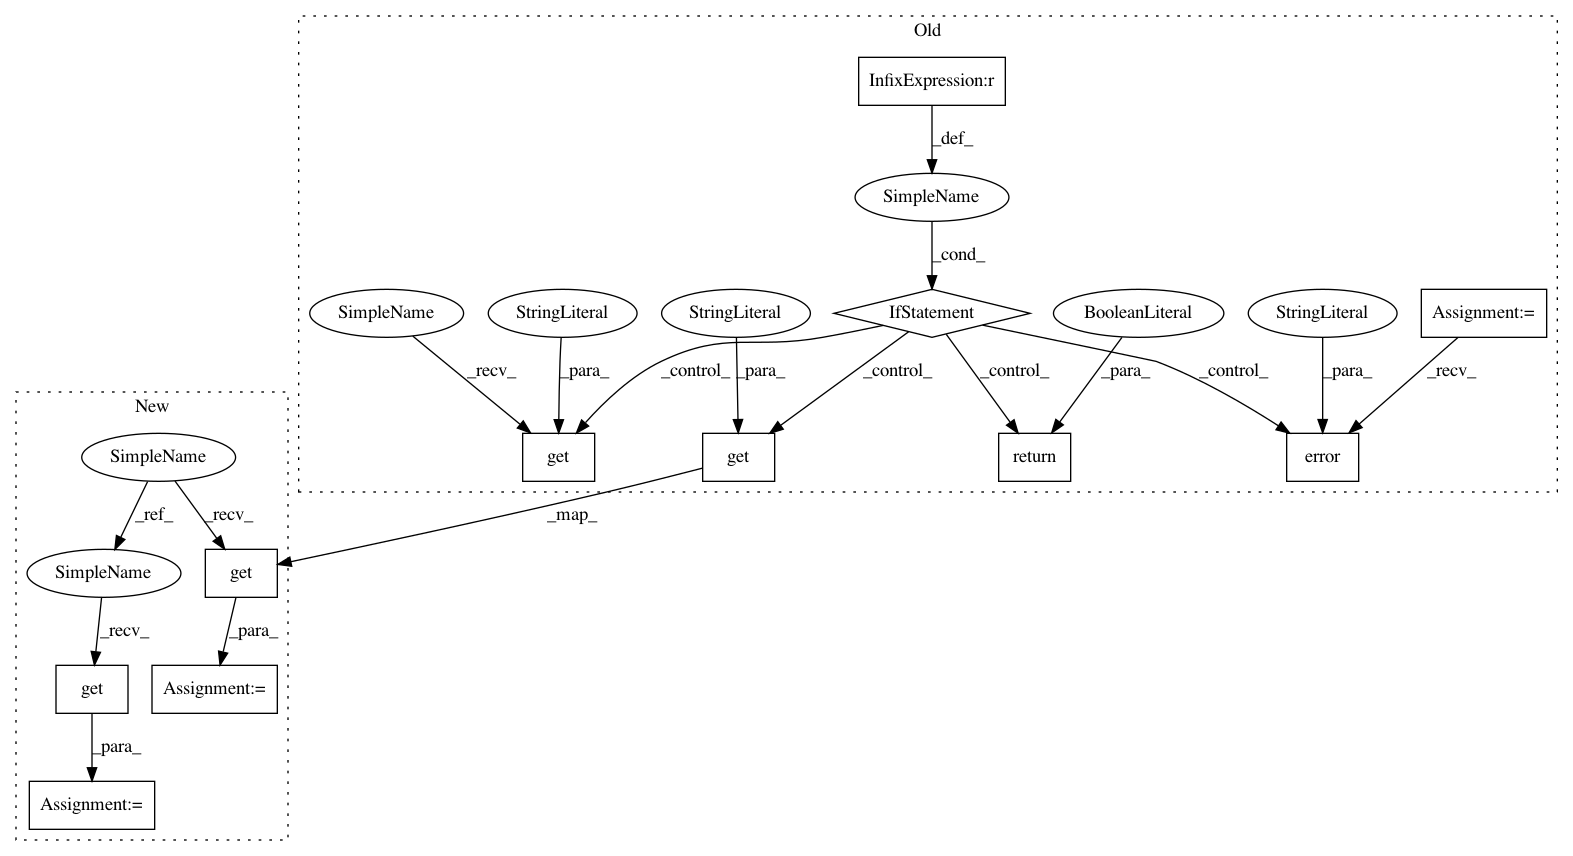 Old
InfixExpression:r
_def_
SimpleName
_cond_
SimpleName
StringLiteral
StringLiteral
IfStatement
BooleanLiteral
StringLiteral
Assignment:=
_recv_
_para_
_control_
_para_
_control_
_control_
_para_
_control_
_para_
_recv_
New
SimpleName
get
get
return
error
_ref_
_recv_
_map_
SimpleName
get
_recv_
_para_
get
Assignment:=
_para_
Assignment:=